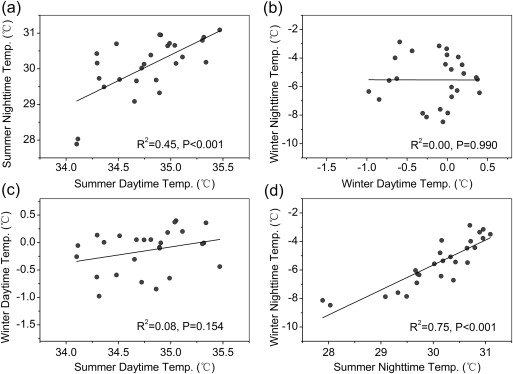 (a)
Summer Nighttime Temp. (℃)
31
30
29
28
R²=0.45, P<0.001
34.0
34.5
35.0
35.5
Summer Daytime Temp. (℃)
(b)
Winter Nighttime Temp. (℃)
-2
-4
-6
-8
-10
R²=0.00, P=0.990
-1.5
-1.0
-0.5
0.0
0.5
Winter Daytime Temp. (℃)
(c)
Winter Daytime Temp. (℃)
0.5
0.0
-0.5
-1.0
-1.5
R²=0.08, P=0.154
34.0
34.5
35.0
35.5
Summer Daytime Temp. (℃)
(d)
Winter Nighttime Temp. (℃)
-2
-4
-6
-8
-10
R²=0.75, P<0.001
28
29
30
31
Summer Nighttime Temp. (℃)